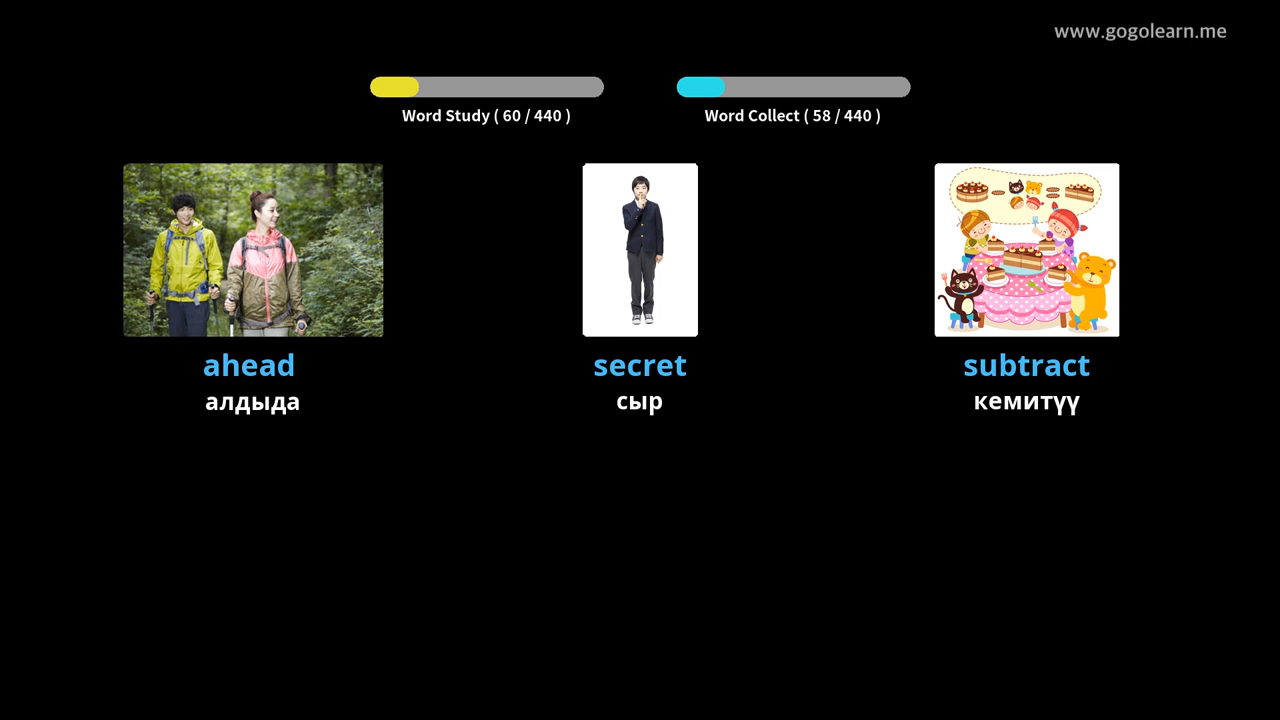 www.gogolearn.me
Word Study ( 60 / 440 )
Word Collect ( 58 / 440 )
ahead
secret
subtract
алдыда
сыр
кемитүү